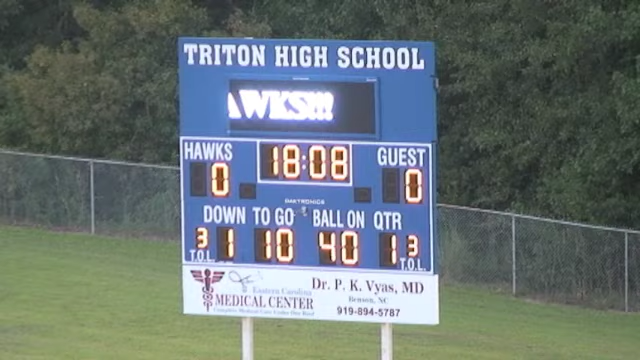 TRITON HIGH SCHOOL
AWKS!!!
HAWKS 18:08 GUEST
0 0
DAKTRONICS
DOWN TO GO BALL ON QTR
3 1 10 40 1 3
T.O.L. T.O.L.
Eastern Carolina
MEDICAL CENTER
Dr. P. K. Vyas, MD
Benson, NC
919-894-5787